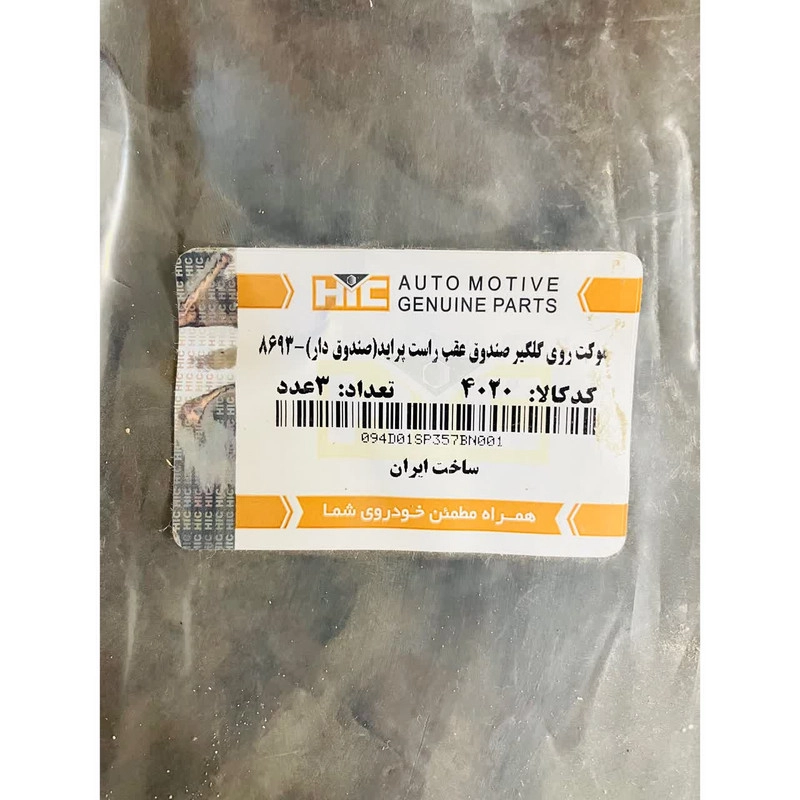 HIC
AUTO MOTIVE
GENUINE PARTS
موکت روی گلگیر صندوق عقب راست پراید(صندوق دار)-۸۶۹۳
کدکالا: ۴۰۲۰ تعداد: ۳عدد
094D01SP357BN001
ساخت ایران
همراه مطمئن خودروی شما